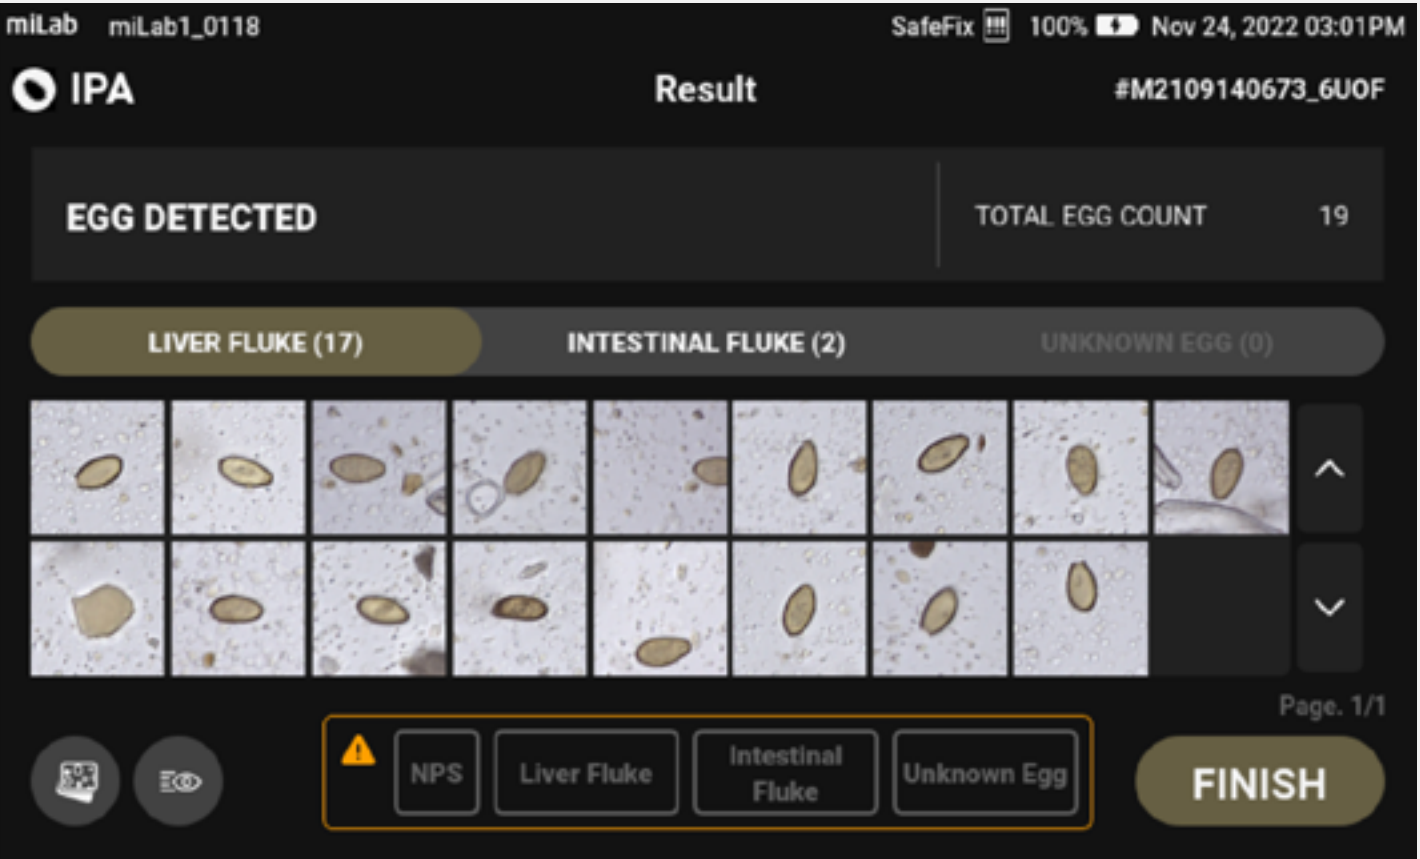 miLab miLab1_0118 SafeFix 100% Nov 24, 2022 03:01PM
IPA Result #M2109140673_6UOF
EGG DETECTED TOTAL EGG COUNT 19
LIVER FLUKE (17) INTESTINAL FLUKE (2) UNKNOWN EGG (0)
Page. 1/1
NPS Liver Fluke Intestinal Fluke Unknown Egg FINISH